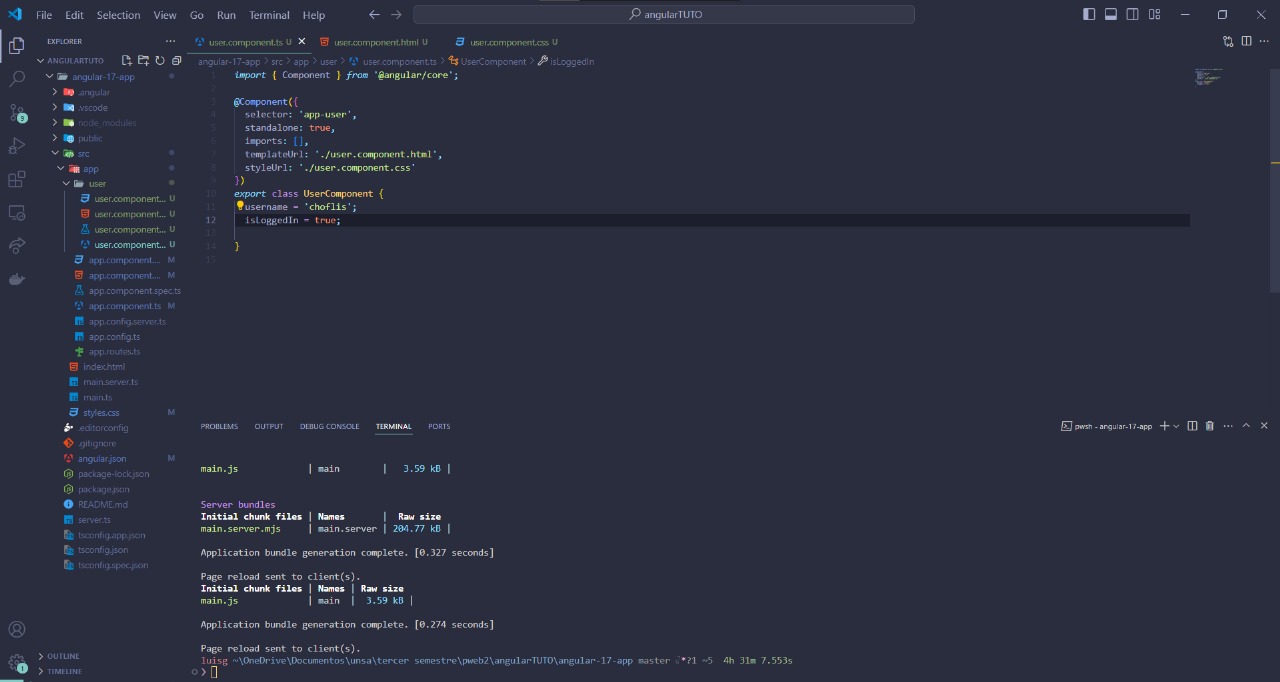 File Edit Selection View Go Run Terminal Help
angularTUTO
EXPLORER
ANGULARTUTO
angular-17-app
.angular
.vscode
node_modules
public
src
app
user
user.component... U
user.component... U
user.component... U
user.component... U
app.component.... M
app.component.... M
app.component.spec.ts
app.component.ts M
app.config.server.ts
app.config.ts
app.routes.ts
index.html
main.server.ts
main.ts
styles.css M
.editorconfig
.gitignore
angular.json M
package-lock.json
package.json
README.md
server.ts
tsconfig.app.json
tsconfig.json
tsconfig.spec.json
OUTLINE
TIMELINE
9
1
user.component.ts U
user.component.html U
user.component.css U
angular-17-app > src > app > user > user.component.ts > UserComponent > isLoggedIn
1 import { Component } from '@angular/core';
2
3 @Component({
4 selector: 'app-user',
5 standalone: true,
6 imports: [],
7 templateUrl: './user.component.html',
8 styleUrl: './user.component.css'
9 })
10 export class UserComponent {
11 username = 'choflis';
12 isLoggedIn = true;
13
14 }
15
PROBLEMS OUTPUT DEBUG CONSOLE TERMINAL PORTS
pwsh - angular-17-app
main.js | main | 3.59 kB |
Server bundles
Initial chunk files | Names | Raw size
main.server.mjs | main.server | 204.77 kB |
Application bundle generation complete. [0.327 seconds]
Page reload sent to client(s).
Initial chunk files | Names | Raw size
main.js | main | 3.59 kB |
Application bundle generation complete. [0.274 seconds]
Page reload sent to client(s).
luisg ~\OneDrive\Documentos\unsa\tercer semestre\pweb2\angularTUTO\angular-17-app master *?1 ~5 4h 31m 7.553s